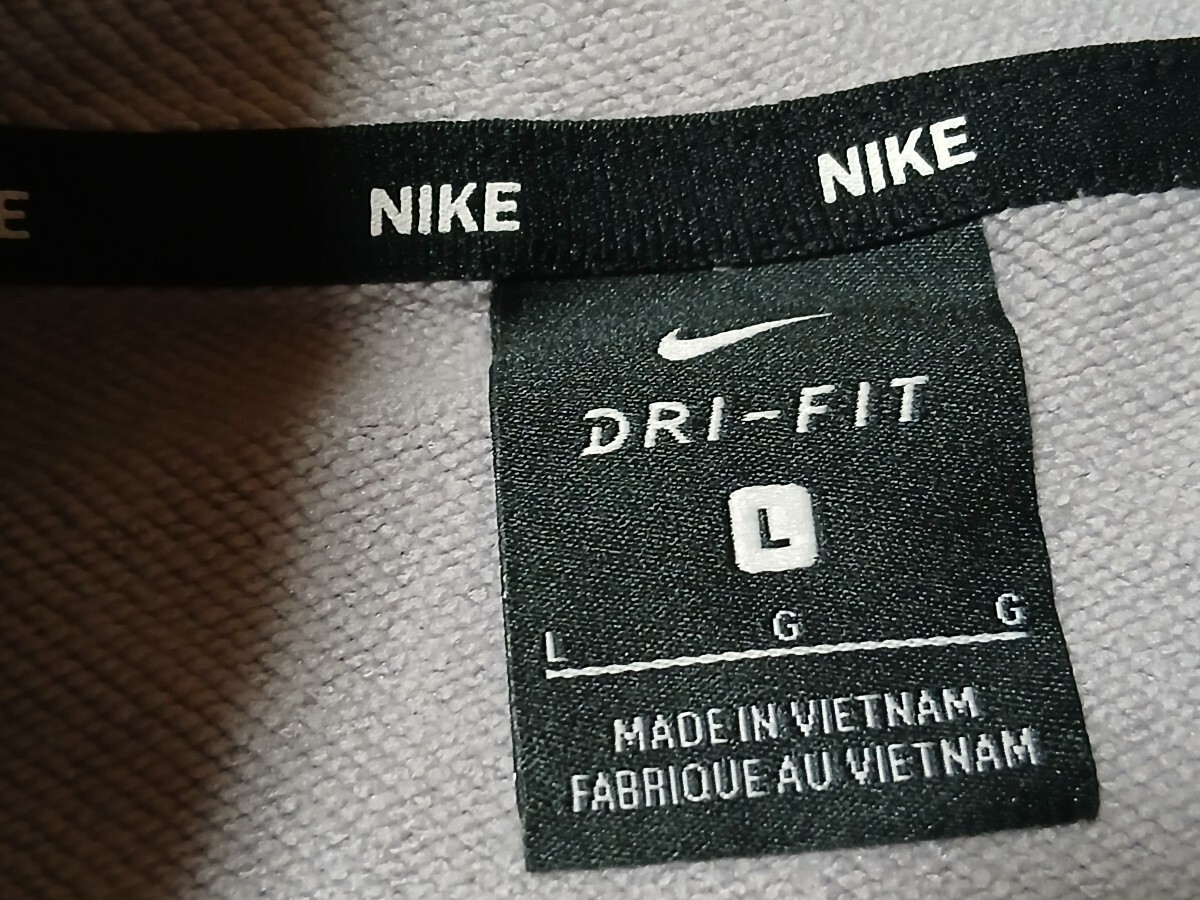 NIKE NIKE
DRI-FIT
L
L G G
MADE IN VIETNAM
FABRIQUE AU VIETNAM